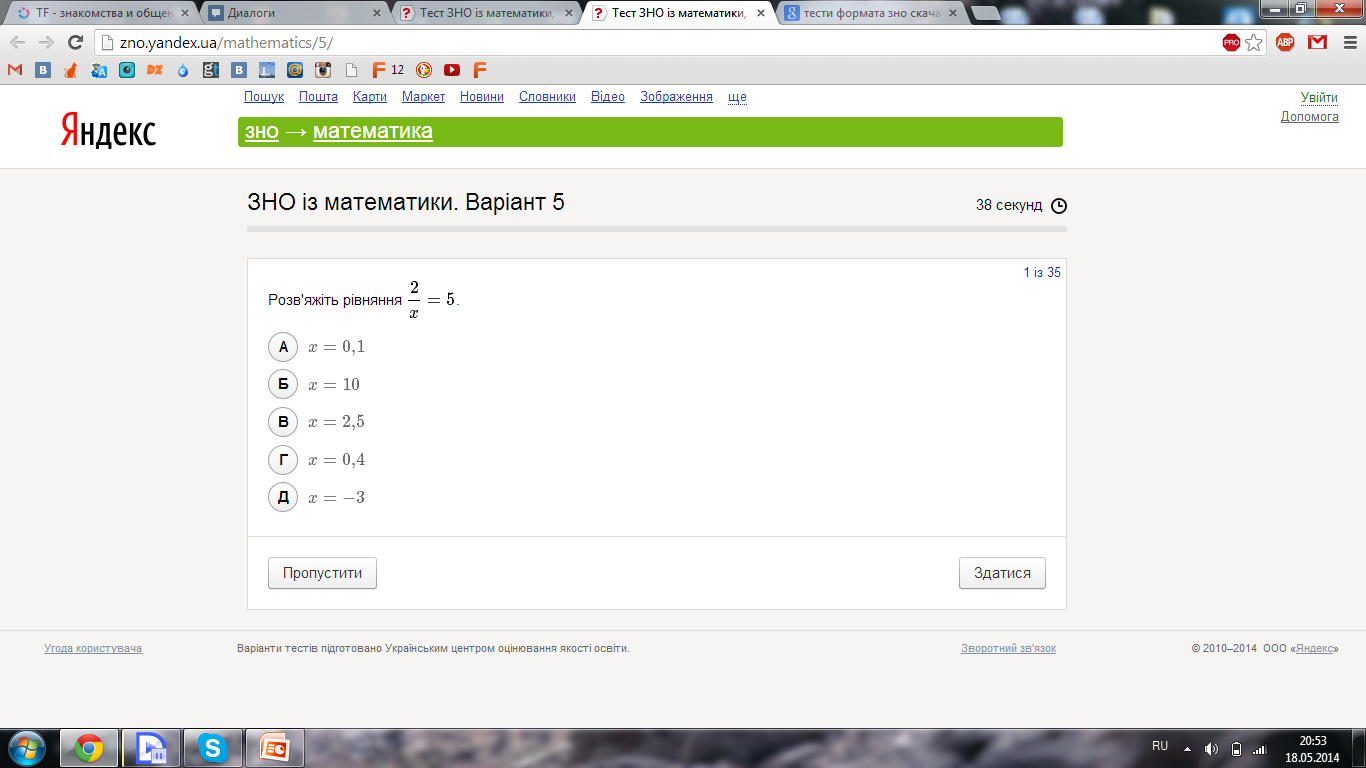 TF - знакомства и общен
Диалоги
Тест ЗНО із математики,
Тест ЗНО із математики,
тести формата зно скача
zno.yandex.ua/mathematics/5/
PRO
ABP
12
Пошук Пошта Карти Маркет Новини Словники Відео Зображення ще
Увійти
Допомога
Яндекс
зно → математика
ЗНО із математики. Варіант 5
38 секунд
1 із 35
Розв'яжіть рівняння 2/x = 5.
А x = 0,1
Б x = 10
В x = 2,5
Г x = 0,4
Д x = −3
Пропустити
Здатися
Угода користувача
Варіанти тестів підготовано Українським центром оцінювання якості освіти.
Зворотний зв'язок
© 2010–2014 ООО «Яндекс»
RU
20:53
18.05.2014